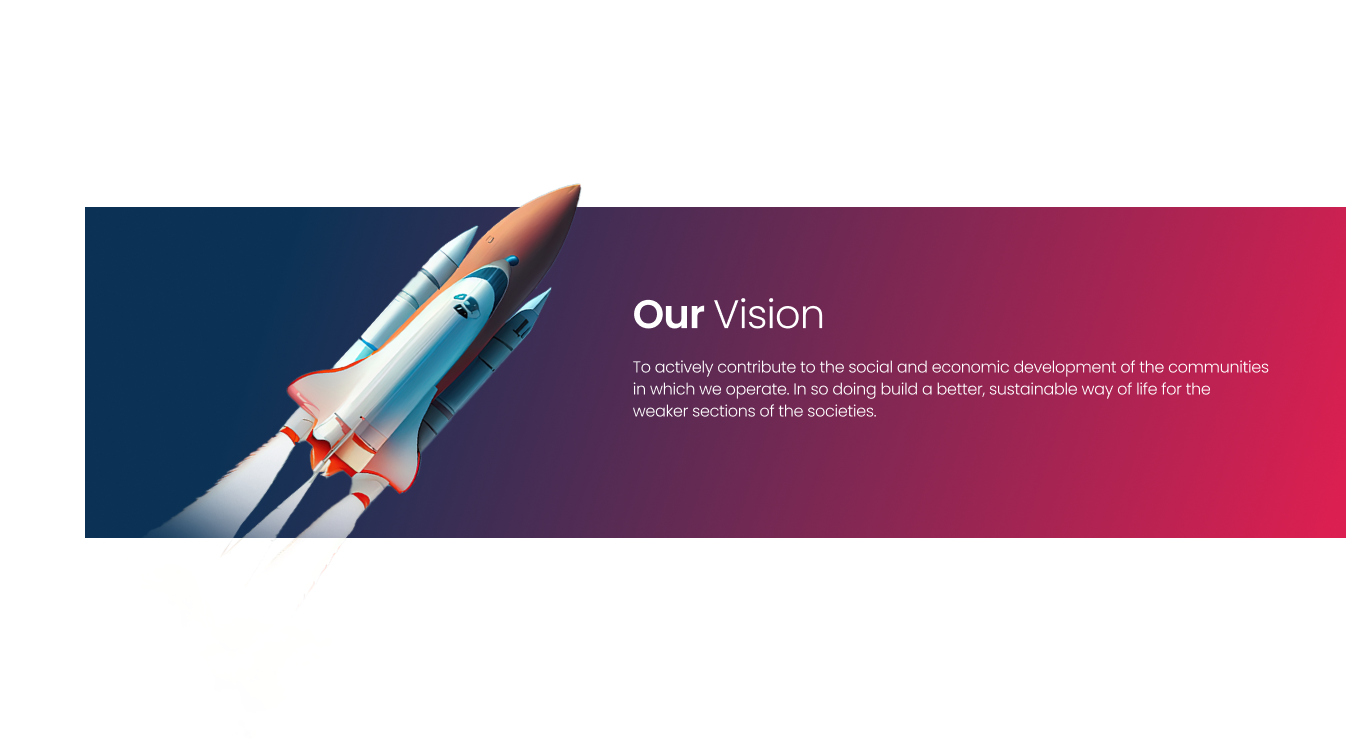 Our Vision
To actively contribute to the social and economic development of the communities
in which we operate. In so doing build a better, sustainable way of life for the
weaker sections of the societies.